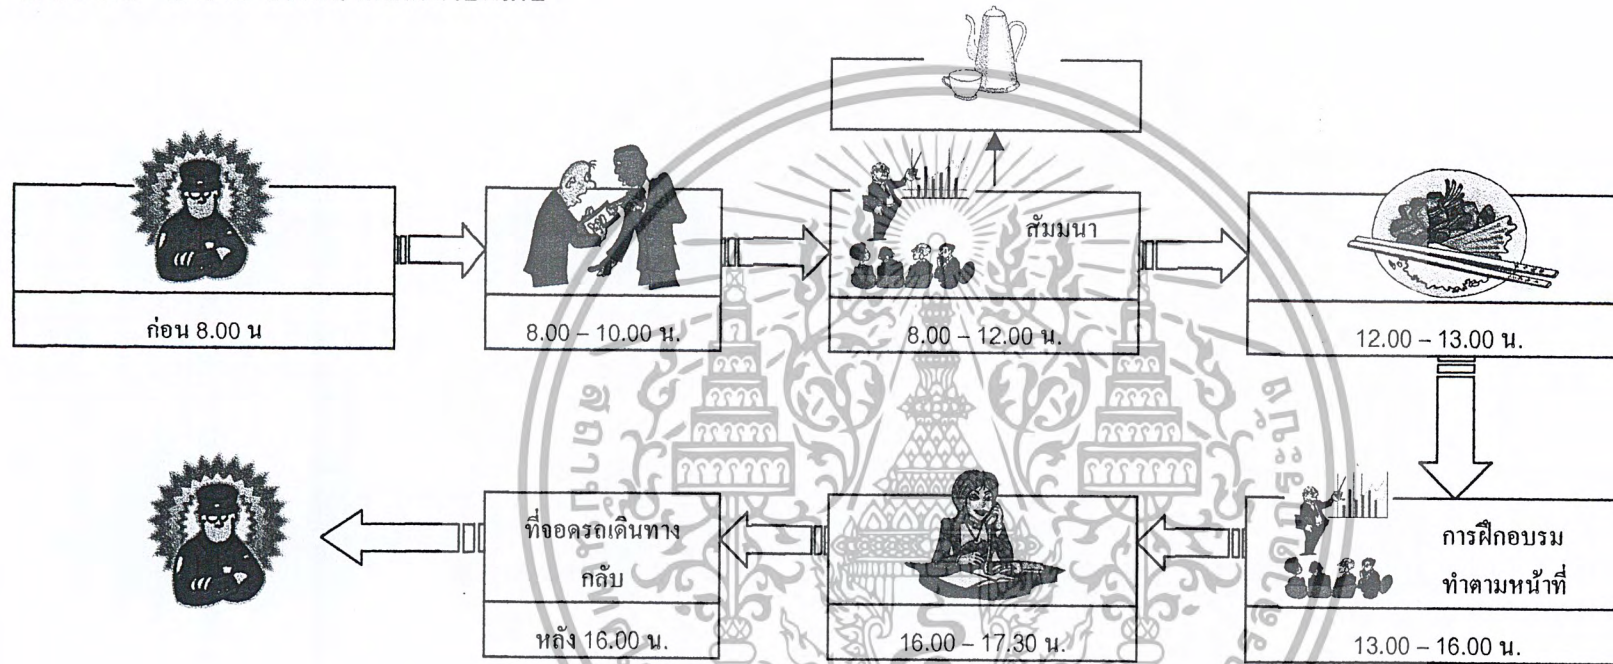 ก่อน 8.00 น
8.00 – 10.00 น.
สัมมนา
8.00 – 12.00 น.
12.00 – 13.00 น.
การฝึกอบรม
ทำตามหน้าที่
13.00 – 16.00 น.
16.00 – 17.30 น.
ที่จอดรถเดินทาง
กลับ
หลัง 16.00 น.